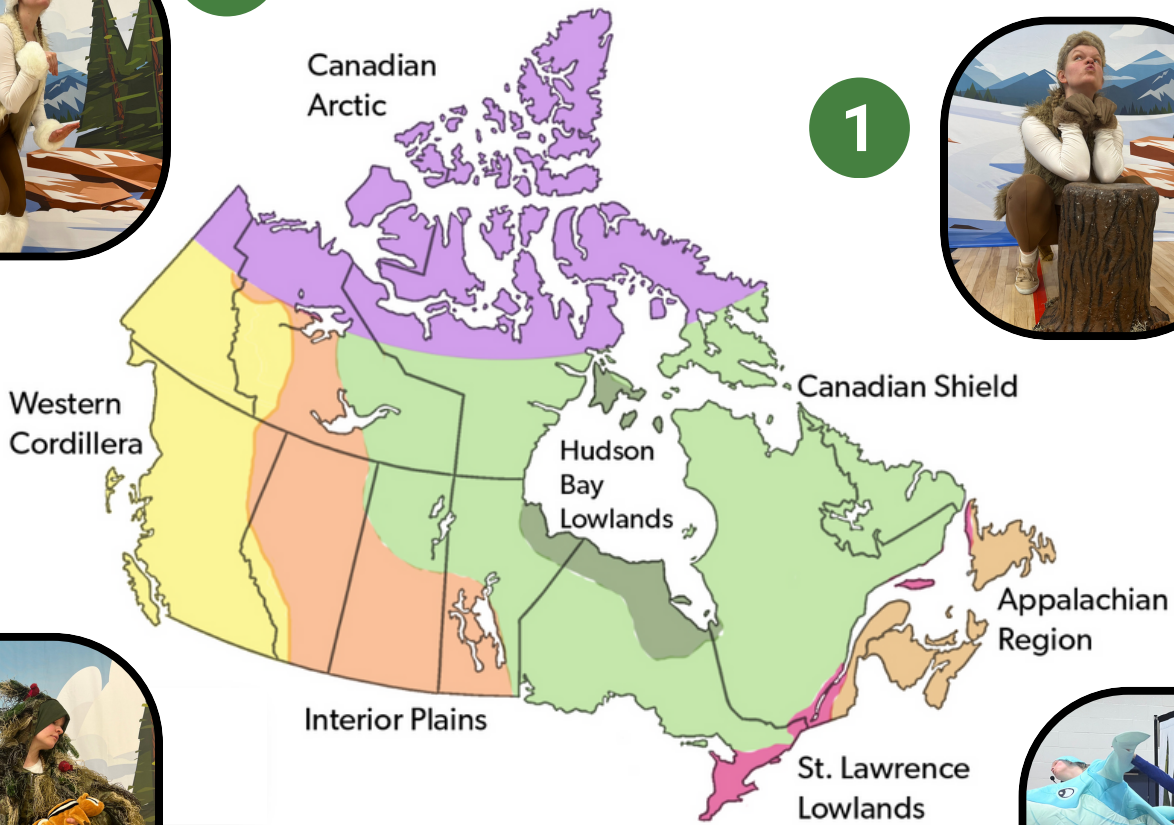 Canadian
Arctic
1
Canadian Shield
Western
Cordillera
Hudson
Bay
Lowlands
Appalachian
Region
Interior Plains
St. Lawrence
Lowlands